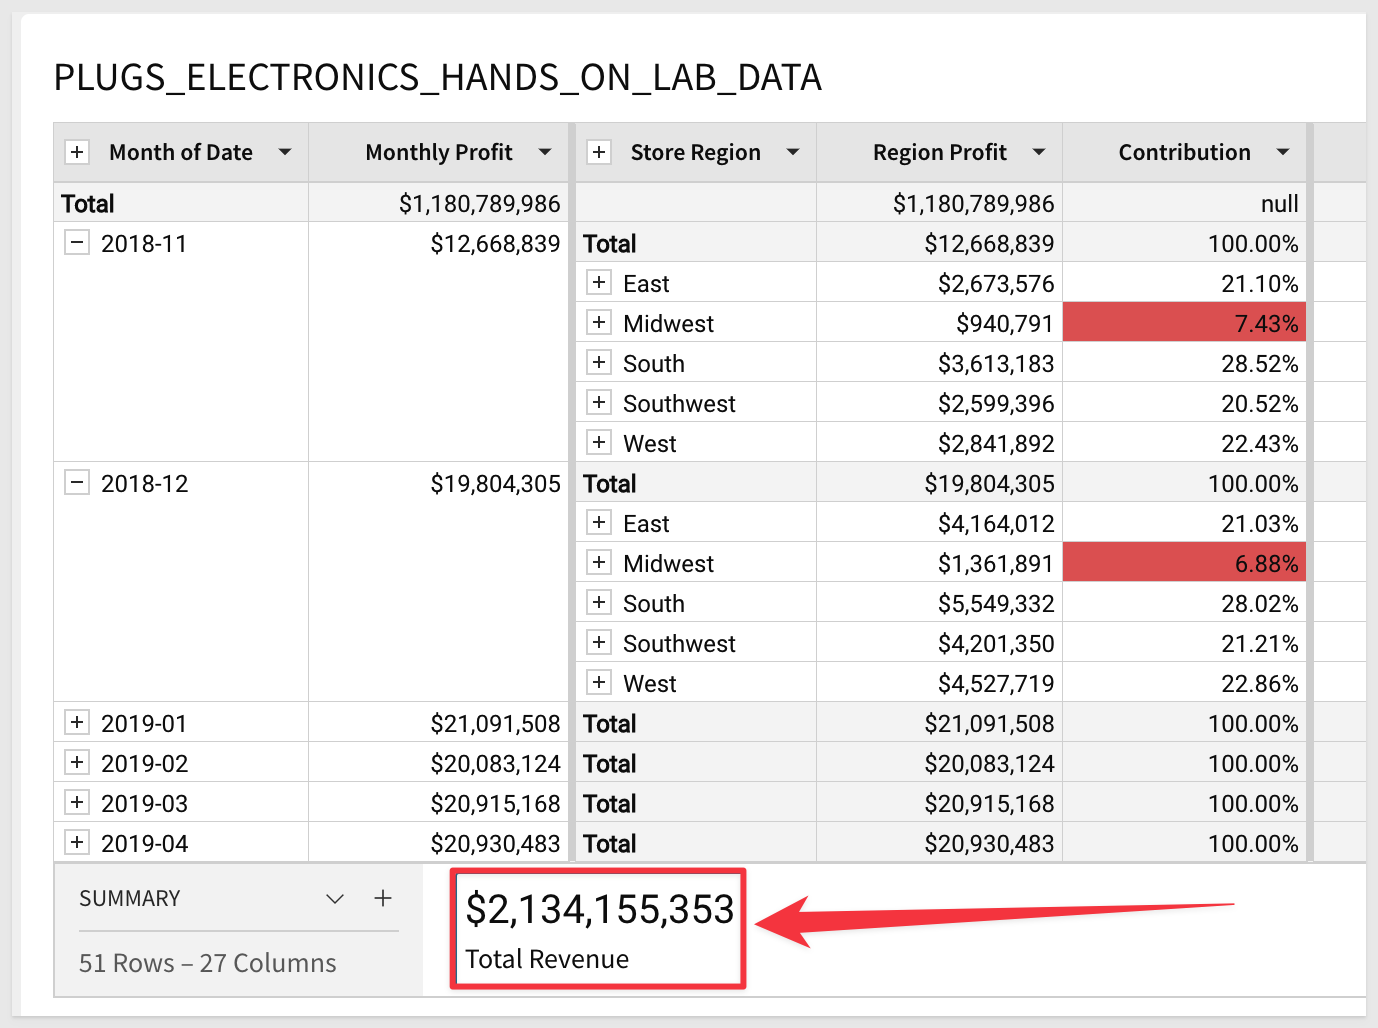 PLUGS_ELECTRONICS_HANDS_ON_LAB_DATA
Month of Date Monthly Profit Store Region Region Profit Contribution
Total $1,180,789,986 $1,180,789,986 null
2018-11 $12,668,839 Total $12,668,839 100.00%
East $2,673,576 21.10%
Midwest $940,791 7.43%
South $3,613,183 28.52%
Southwest $2,599,396 20.52%
West $2,841,892 22.43%
2018-12 $19,804,305 Total $19,804,305 100.00%
East $4,164,012 21.03%
Midwest $1,361,891 6.88%
South $5,549,332 28.02%
Southwest $4,201,350 21.21%
West $4,527,719 22.86%
2019-01 $21,091,508 Total $21,091,508 100.00%
2019-02 $20,083,124 Total $20,083,124 100.00%
2019-03 $20,915,168 Total $20,915,168 100.00%
2019-04 $20,930,483 Total $20,930,483 100.00%
SUMMARY
51 Rows – 27 Columns
$2,134,155,353
Total Revenue